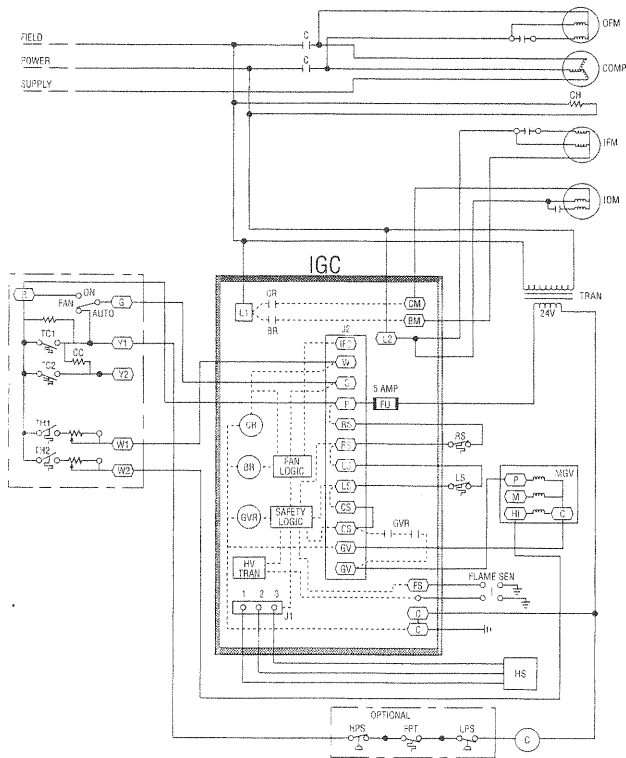 C
OFM
FIELD
POWER
C
COMP
SUPPLY
CH
IFM
IDM
IGC
TRAN
24V
R
ON
FAN
AUTO
G
CR
CM
L1
BR
BM
J2
L2
TC1
Y1
CC
TC2
Y2
IFO
W
G
5 AMP
R
FU
CR
RS
RS
RS
TH1
W1
TH2
W2
BR
FAN
LOGIC
LS
LS
MGV
P
M
HI
C
GVR
SAFETY
LOGIC
CS
CS
GVR
GV
GV
HV
TRAN
FS
FLAME SEN
1 2 3
J1
C
C
HS
OPTIONAL
HPS
FPT
LPS
C